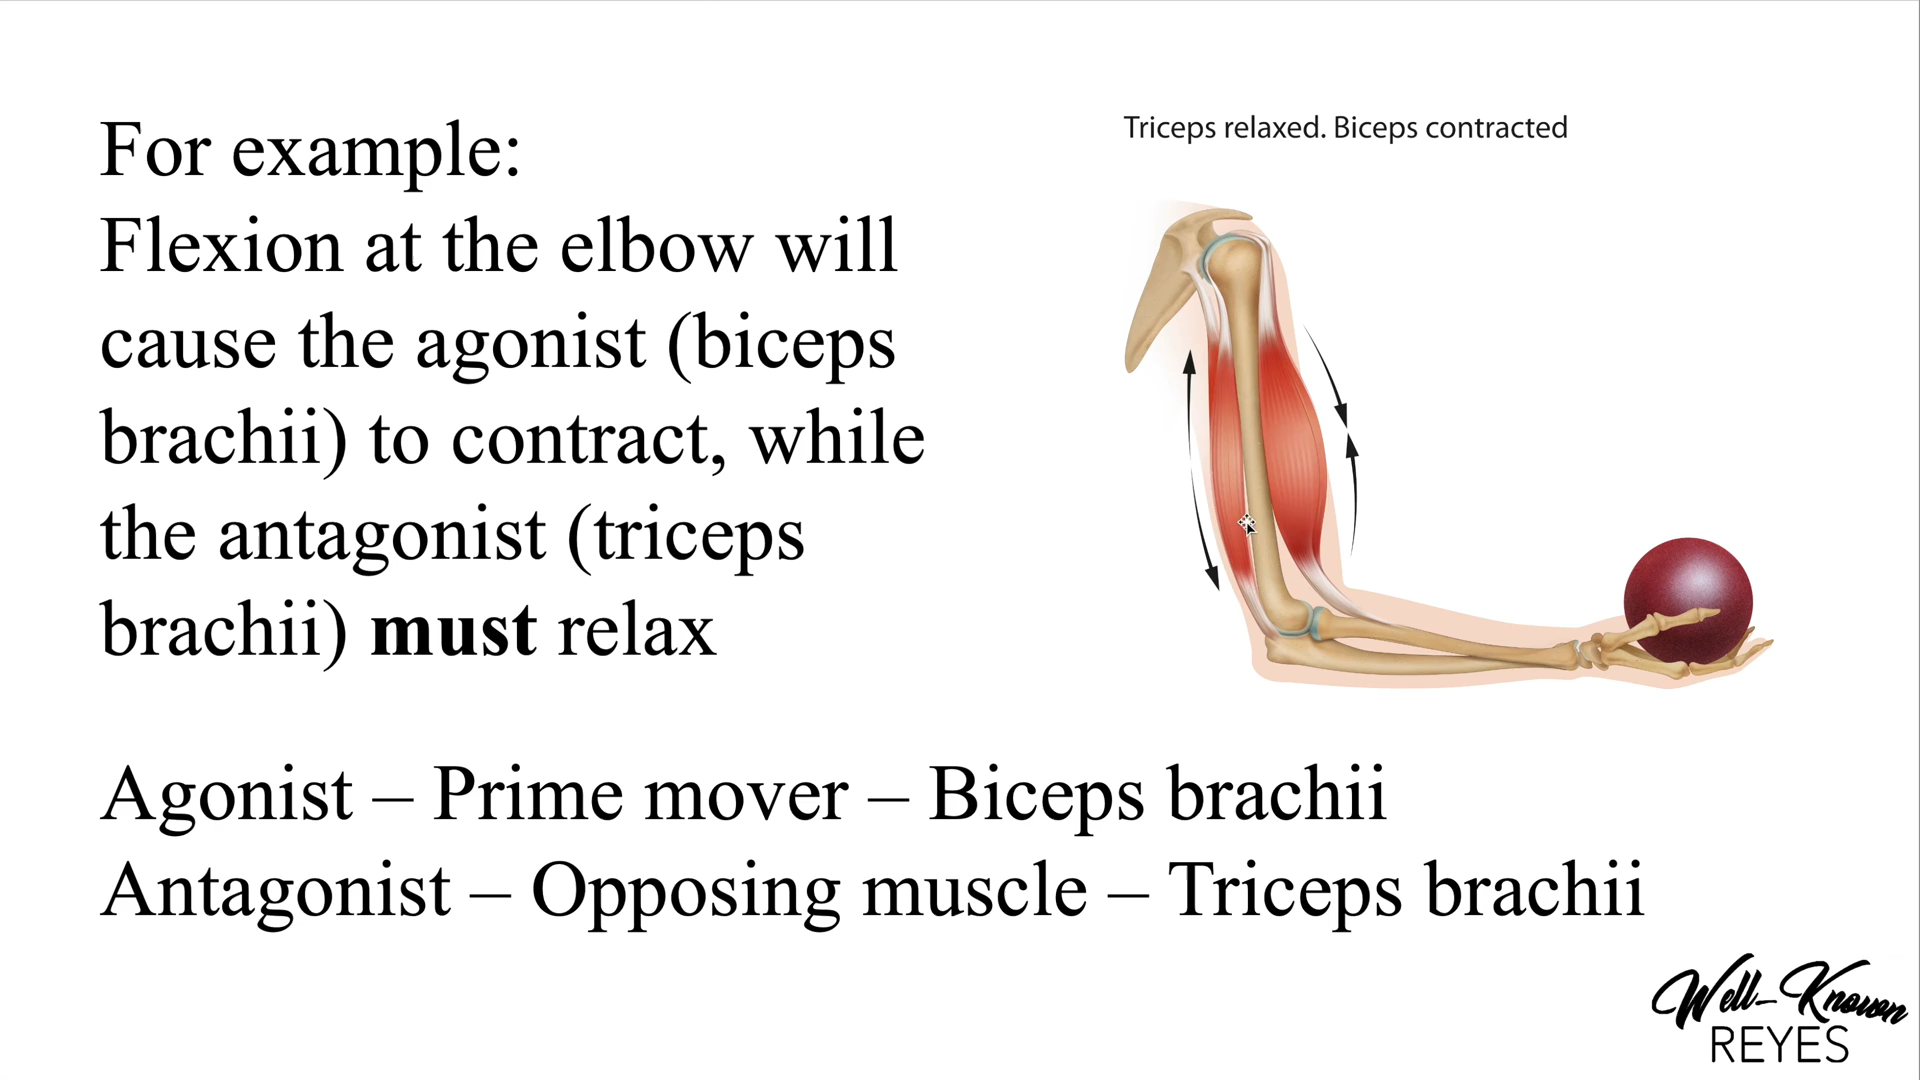 For example:
Flexion at the elbow will
cause the agonist (biceps
brachii) to contract, while
the antagonist (triceps
brachii) must relax
Triceps relaxed. Biceps contracted
Agonist – Prime mover – Biceps brachii
Antagonist – Opposing muscle – Triceps brachii
Well-Known
REYES